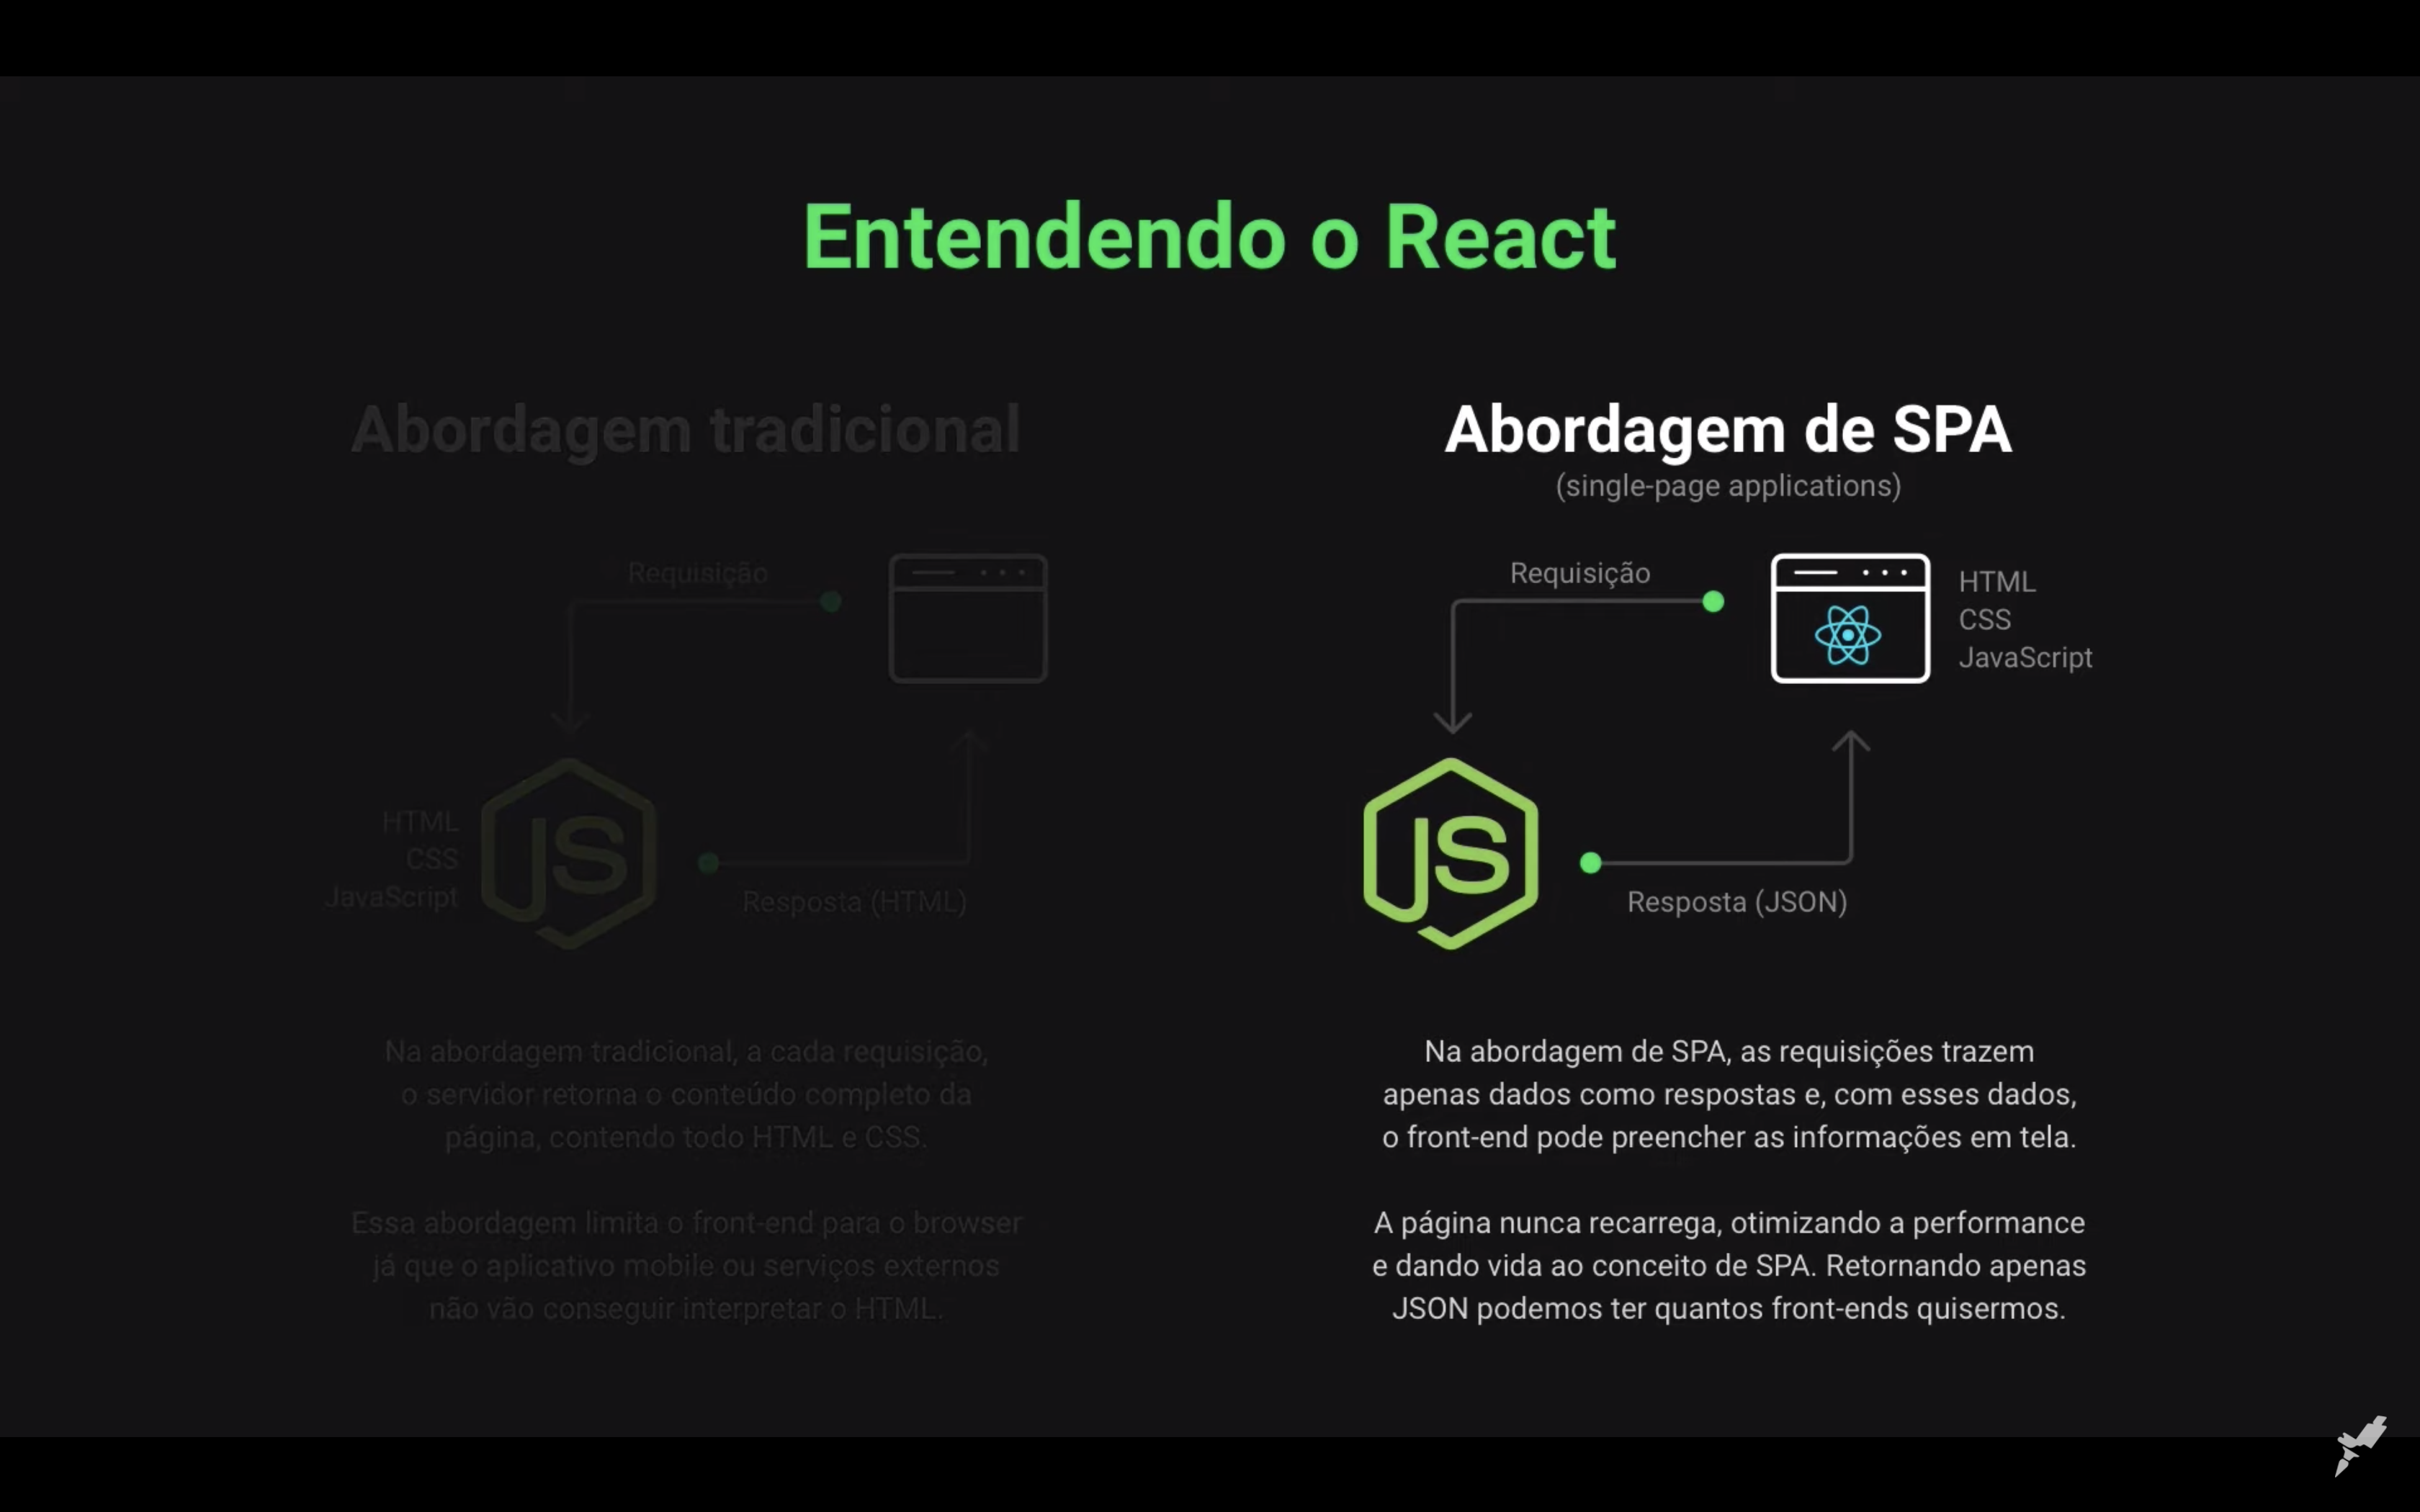 Entendendo o React
Abordagem tradicional
Requisição
HTML
CSS
JavaScript
JS
Resposta (HTML)
Na abordagem tradicional, a cada requisição,
o servidor retorna o conteúdo completo da
página, contendo todo HTML e CSS.
Essa abordagem limita o front-end para o browser
já que o aplicativo mobile ou serviços externos
não vão conseguir interpretar o HTML.
Abordagem de SPA
(single-page applications)
Requisição
HTML
CSS
JavaScript
JS
Resposta (JSON)
Na abordagem de SPA, as requisições trazem
apenas dados como respostas e, com esses dados,
o front-end pode preencher as informações em tela.
A página nunca recarrega, otimizando a performance
e dando vida ao conceito de SPA. Retornando apenas
JSON podemos ter quantos front-ends quisermos.